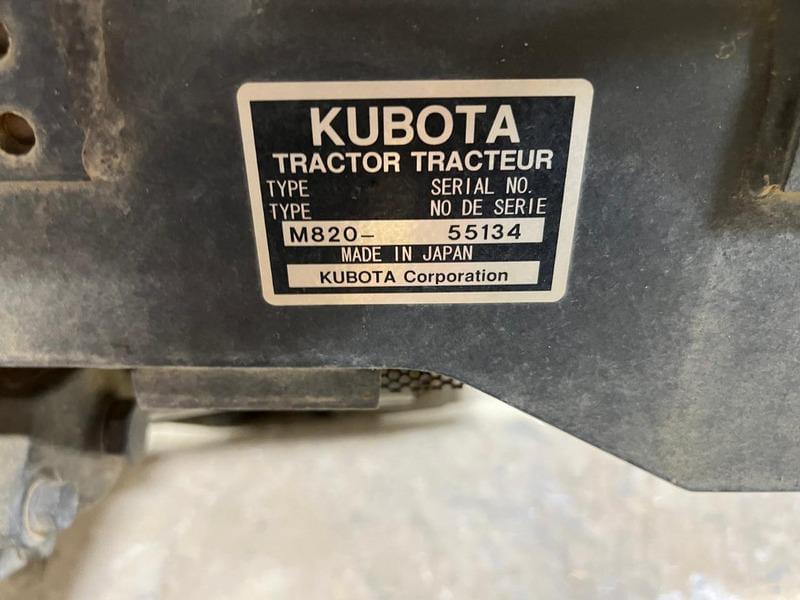 KUBOTA
TRACTOR TRACTEUR
TYPE SERIAL NO.
TYPE NO DE SERIE
M820- 55134
MADE IN JAPAN
KUBOTA Corporation